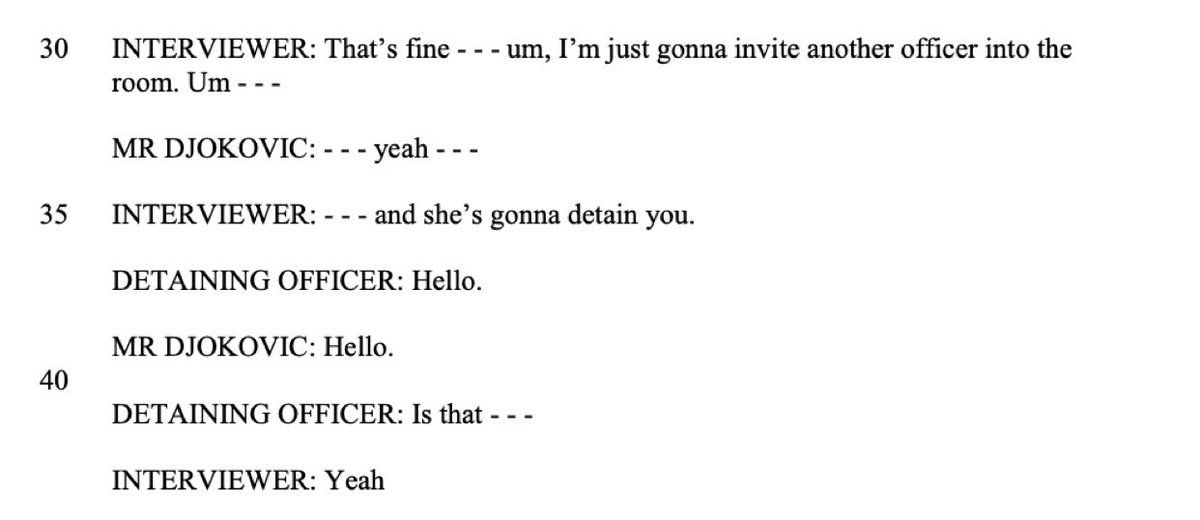 30 INTERVIEWER: That’s fine - - - um, I’m just gonna invite another officer into the
room. Um - - -
MR DJOKOVIC: - - - yeah - - -
35 INTERVIEWER: - - - and she’s gonna detain you.
DETAINING OFFICER: Hello.
MR DJOKOVIC: Hello.
40
DETAINING OFFICER: Is that - - -
INTERVIEWER: Yeah